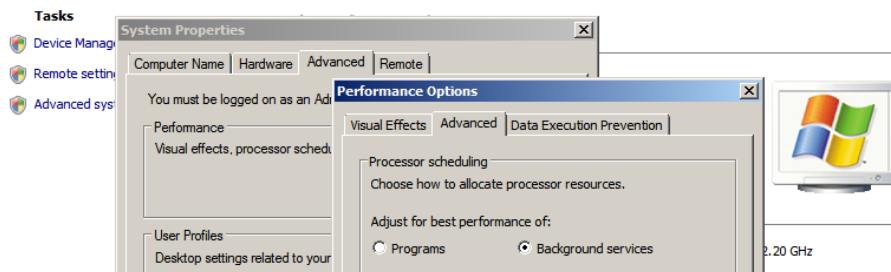 Tasks
Device Manag
Remote settin
Advanced sys
System Properties
Computer Name
Hardware
Advanced
Remote
You must be logged on as an Ad
Performance
Visual effects, processor schedu
User Profiles
Desktop settings related to your
Performance Options
Visual Effects
Advanced
Data Execution Prevention
Processor scheduling
Choose how to allocate processor resources.
Adjust for best performance of:
Programs
Background services
2.20 GHz